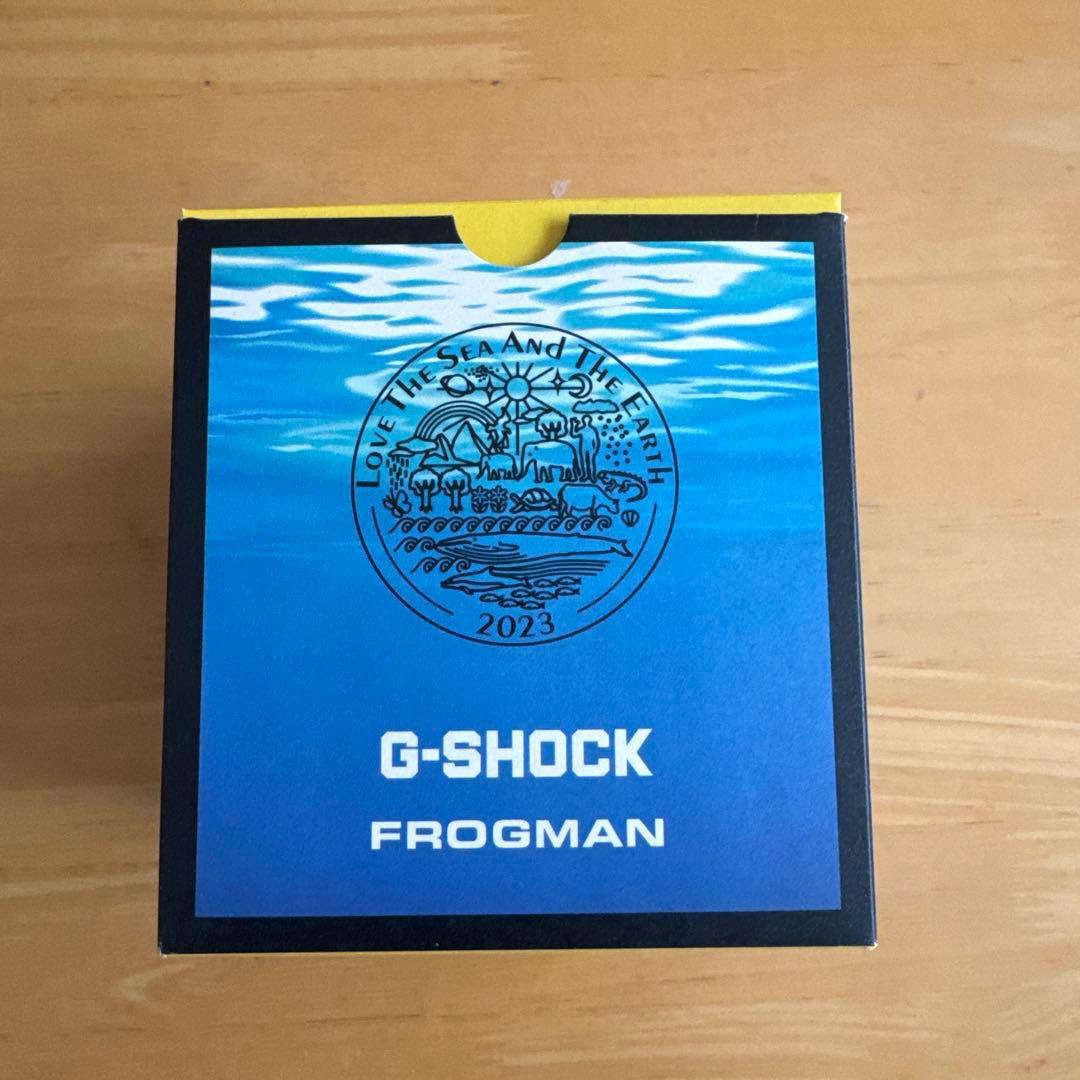 Love The Sea And The Earth
2023
G-SHOCK
FROGMAN